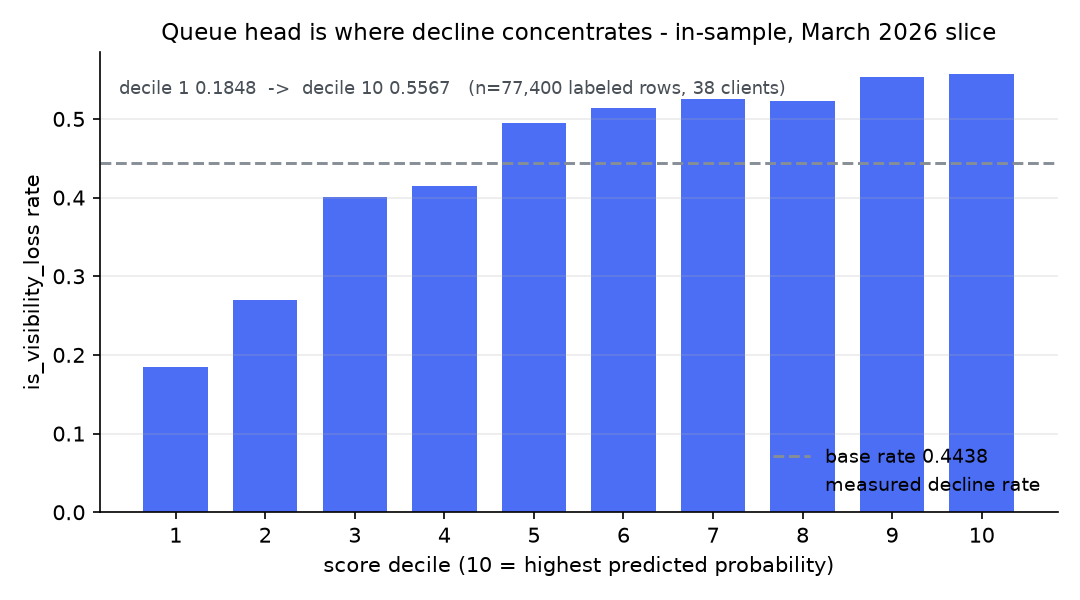 Queue head is where decline concentrates - in-sample, March 2026 slice
decile 1 0.1848 -> decile 10 0.5567 (n=77,400 labeled rows, 38 clients)
is_visibility_loss rate
0.5
0.4
0.3
0.2
0.1
0.0
base rate 0.4438
measured decline rate
1 2 3 4 5 6 7 8 9 10
score decile (10 = highest predicted probability)